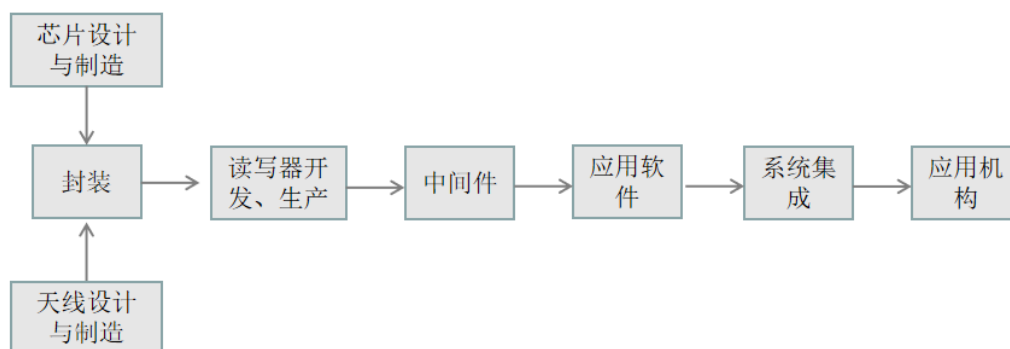 芯片设计
与制造
封装
读写器开
发、生产
中间件
应用软
件
系统集
成
应用机
构
天线设计
与制造